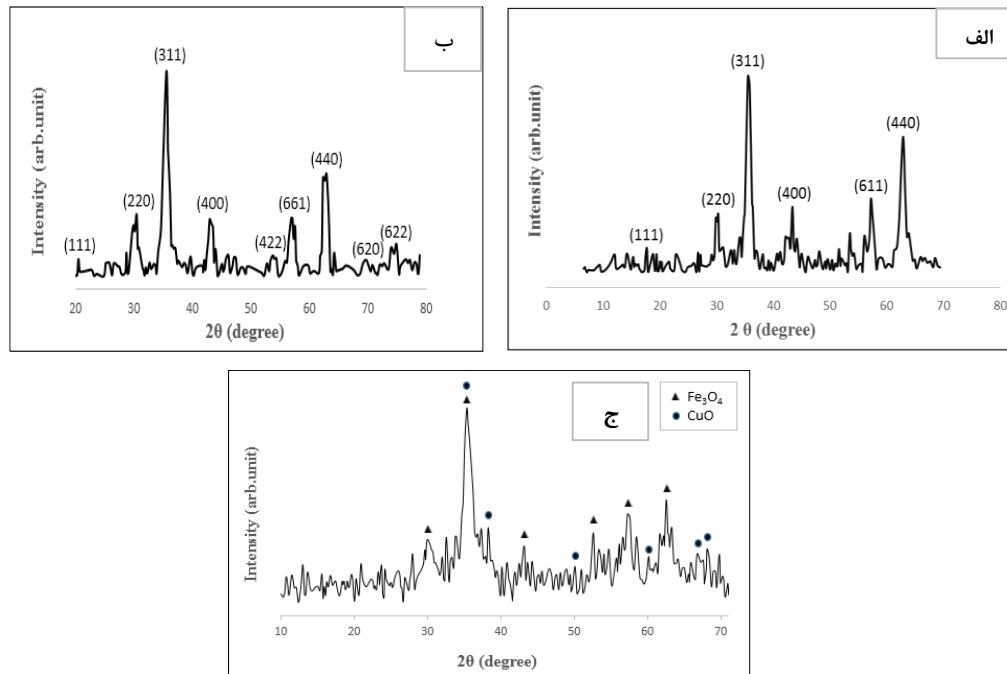 ب
Intensity (arb.unit)
(111)
(220)
(311)
(400)
(422)
(661)
(440)
(620)
(622)
20 30 40 50 60 70 80
2θ (degree)
الف
Intensity (arb.unit)
(111)
(220)
(311)
(400)
(611)
(440)
0 10 20 30 40 50 60 70 80
2 θ (degree)
ج
▲ Fe₃O₄
● CuO
Intensity (arb.unit)
10 20 30 40 50 60 70
2θ (degree)